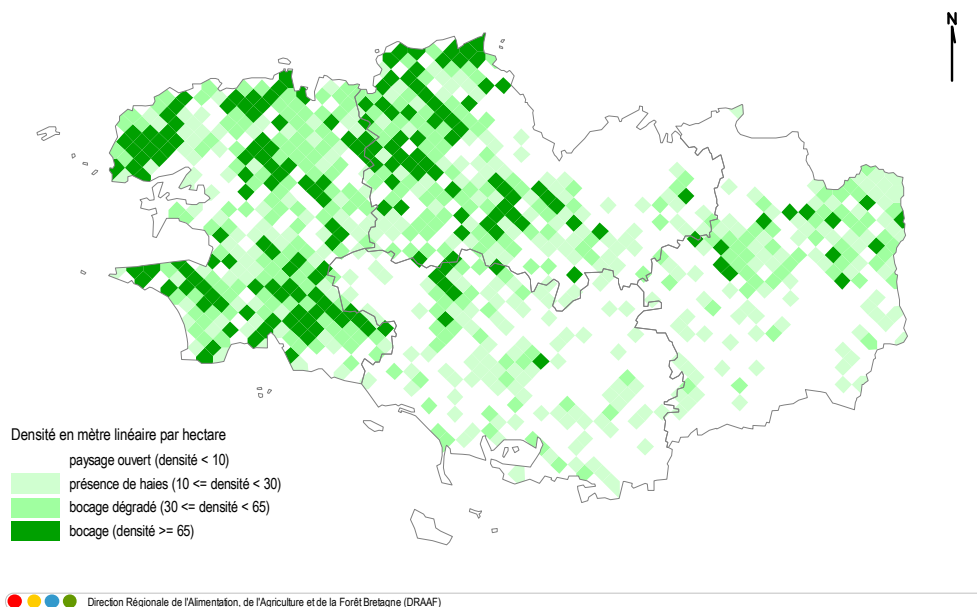 N
Densité en mètre linéaire par hectare
paysage ouvert (densité < 10)
présence de haies (10 <= densité < 30)
bocage dégradé (30 <= densité < 65)
bocage (densité >= 65)
Direction Régionale de l'Alimentation, de l'Agriculture et de la Forêt Bretagne (DRAAF)